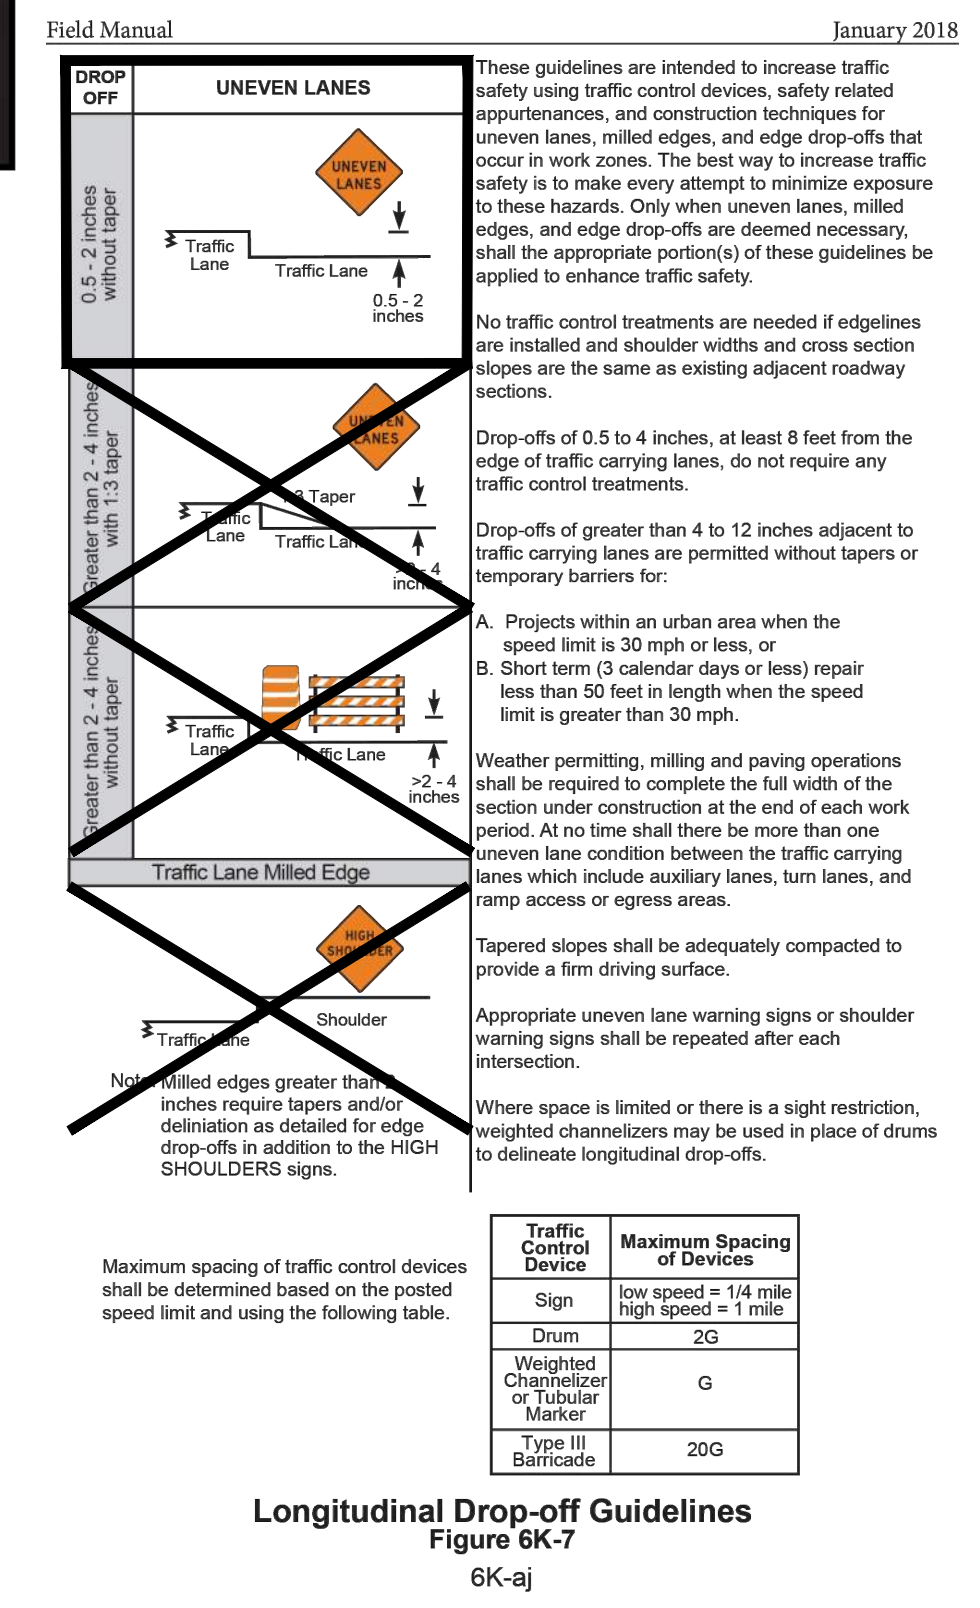 Field Manual
January 2018
DROP
OFF
UNEVEN LANES
0.5 - 2 inches
without taper
UNEVEN
LANES
Traffic
Lane
Traffic Lane
0.5 - 2
inches
Greater than 2 - 4 inches
with 1:3 taper
UNEVEN
LANES
Taper
Traffic
Lane
Traffic Lane
>2 - 4
inches
Greater than 2 - 4 inches
without taper
Traffic
Lane
Traffic Lane
>2 - 4
inches
Traffic Lane Milled Edge
HIGH
SHOULDER
Shoulder
Traffic Lane
Note: Milled edges greater than 2
inches require tapers and/or
deliniation as detailed for edge
drop-offs in addition to the HIGH
SHOULDERS signs.
These guidelines are intended to increase traffic
safety using traffic control devices, safety related
appurtenances, and construction techniques for
uneven lanes, milled edges, and edge drop-offs that
occur in work zones. The best way to increase traffic
safety is to make every attempt to minimize exposure
to these hazards. Only when uneven lanes, milled
edges, and edge drop-offs are deemed necessary,
shall the appropriate portion(s) of these guidelines be
applied to enhance traffic safety.
No traffic control treatments are needed if edgelines
are installed and shoulder widths and cross section
slopes are the same as existing adjacent roadway
sections.
Drop-offs of 0.5 to 4 inches, at least 8 feet from the
edge of traffic carrying lanes, do not require any
traffic control treatments.
Drop-offs of greater than 4 to 12 inches adjacent to
traffic carrying lanes are permitted without tapers or
temporary barriers for:
A. Projects within an urban area when the
speed limit is 30 mph or less, or
B. Short term (3 calendar days or less) repair
less than 50 feet in length when the speed
limit is greater than 30 mph.
Weather permitting, milling and paving operations
shall be required to complete the full width of the
section under construction at the end of each work
period. At no time shall there be more than one
uneven lane condition between the traffic carrying
lanes which include auxiliary lanes, turn lanes, and
ramp access or egress areas.
Tapered slopes shall be adequately compacted to
provide a firm driving surface.
Appropriate uneven lane warning signs or shoulder
warning signs shall be repeated after each
intersection.
Where space is limited or there is a sight restriction,
weighted channelizers may be used in place of drums
to delineate longitudinal drop-offs.
Maximum spacing of traffic control devices
shall be determined based on the posted
speed limit and using the following table.
Traffic
Control
Device
Maximum Spacing
of Devices
Sign
low speed = 1/4 mile
high speed = 1 mile
Drum
2G
Weighted
Channelizer
or Tubular
Marker
G
Type III
Barricade
20G
Longitudinal Drop-off Guidelines
Figure 6K-7
6K-aj